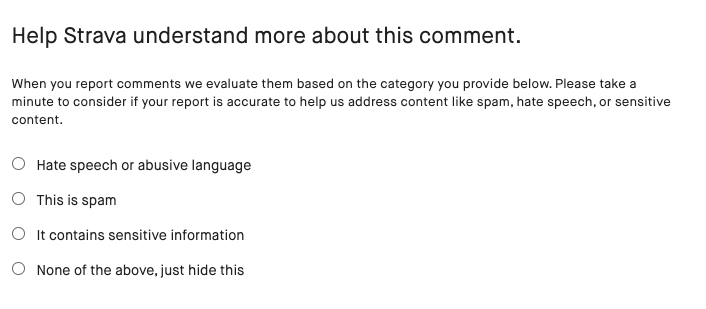 Help Strava understand more about this comment.
When you report comments we evaluate them based on the category you provide below. Please take a
minute to consider if your report is accurate to help us address content like spam, hate speech, or sensitive
content.
Hate speech or abusive language
This is spam
It contains sensitive information
None of the above, just hide this